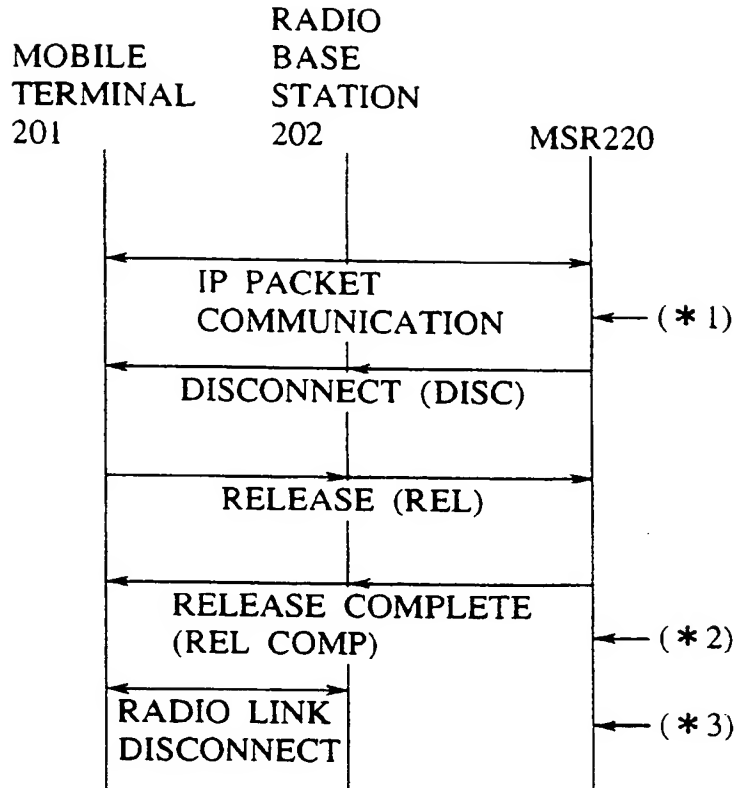 MOBILE
TERMINAL
201
RADIO
BASE
STATION
202
MSR220
IP PACKET
COMMUNICATION
(*1)
DISCONNECT (DISC)
RELEASE (REL)
RELEASE COMPLETE
(REL COMP)
(*2)
RADIO LINK
DISCONNECT
(*3)